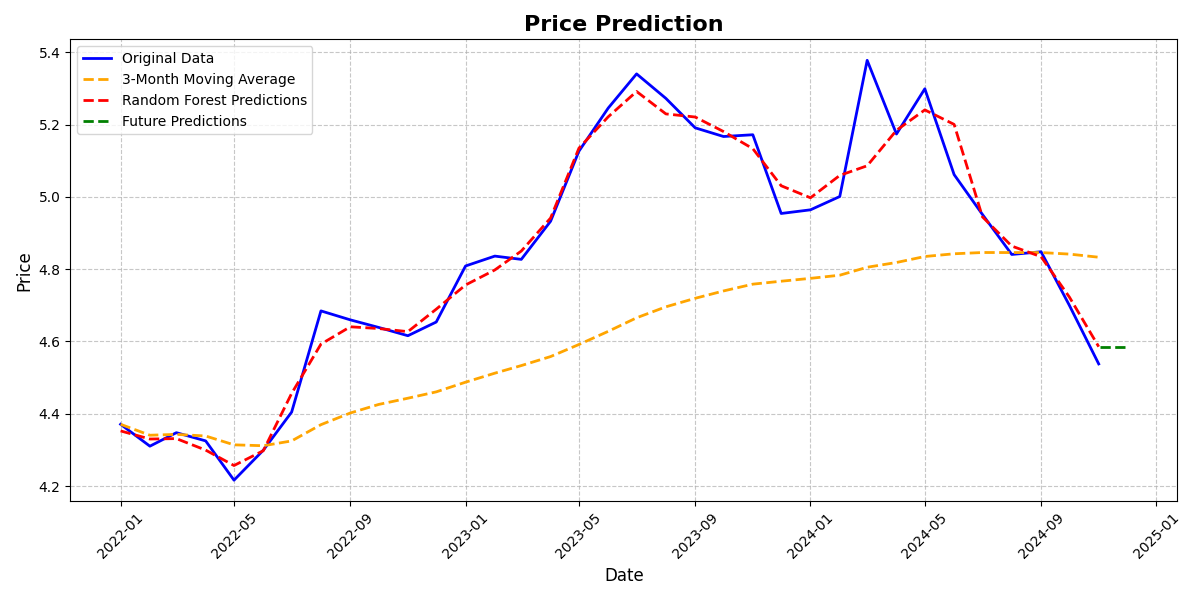 Price Prediction
Original Data
3-Month Moving Average
Random Forest Predictions
Future Predictions
Price
5.4
5.2
5.0
4.8
4.6
4.4
4.2
2022-01
2022-05
2022-09
2023-01
2023-05
2023-09
2024-01
2024-05
2024-09
2025-01
Date